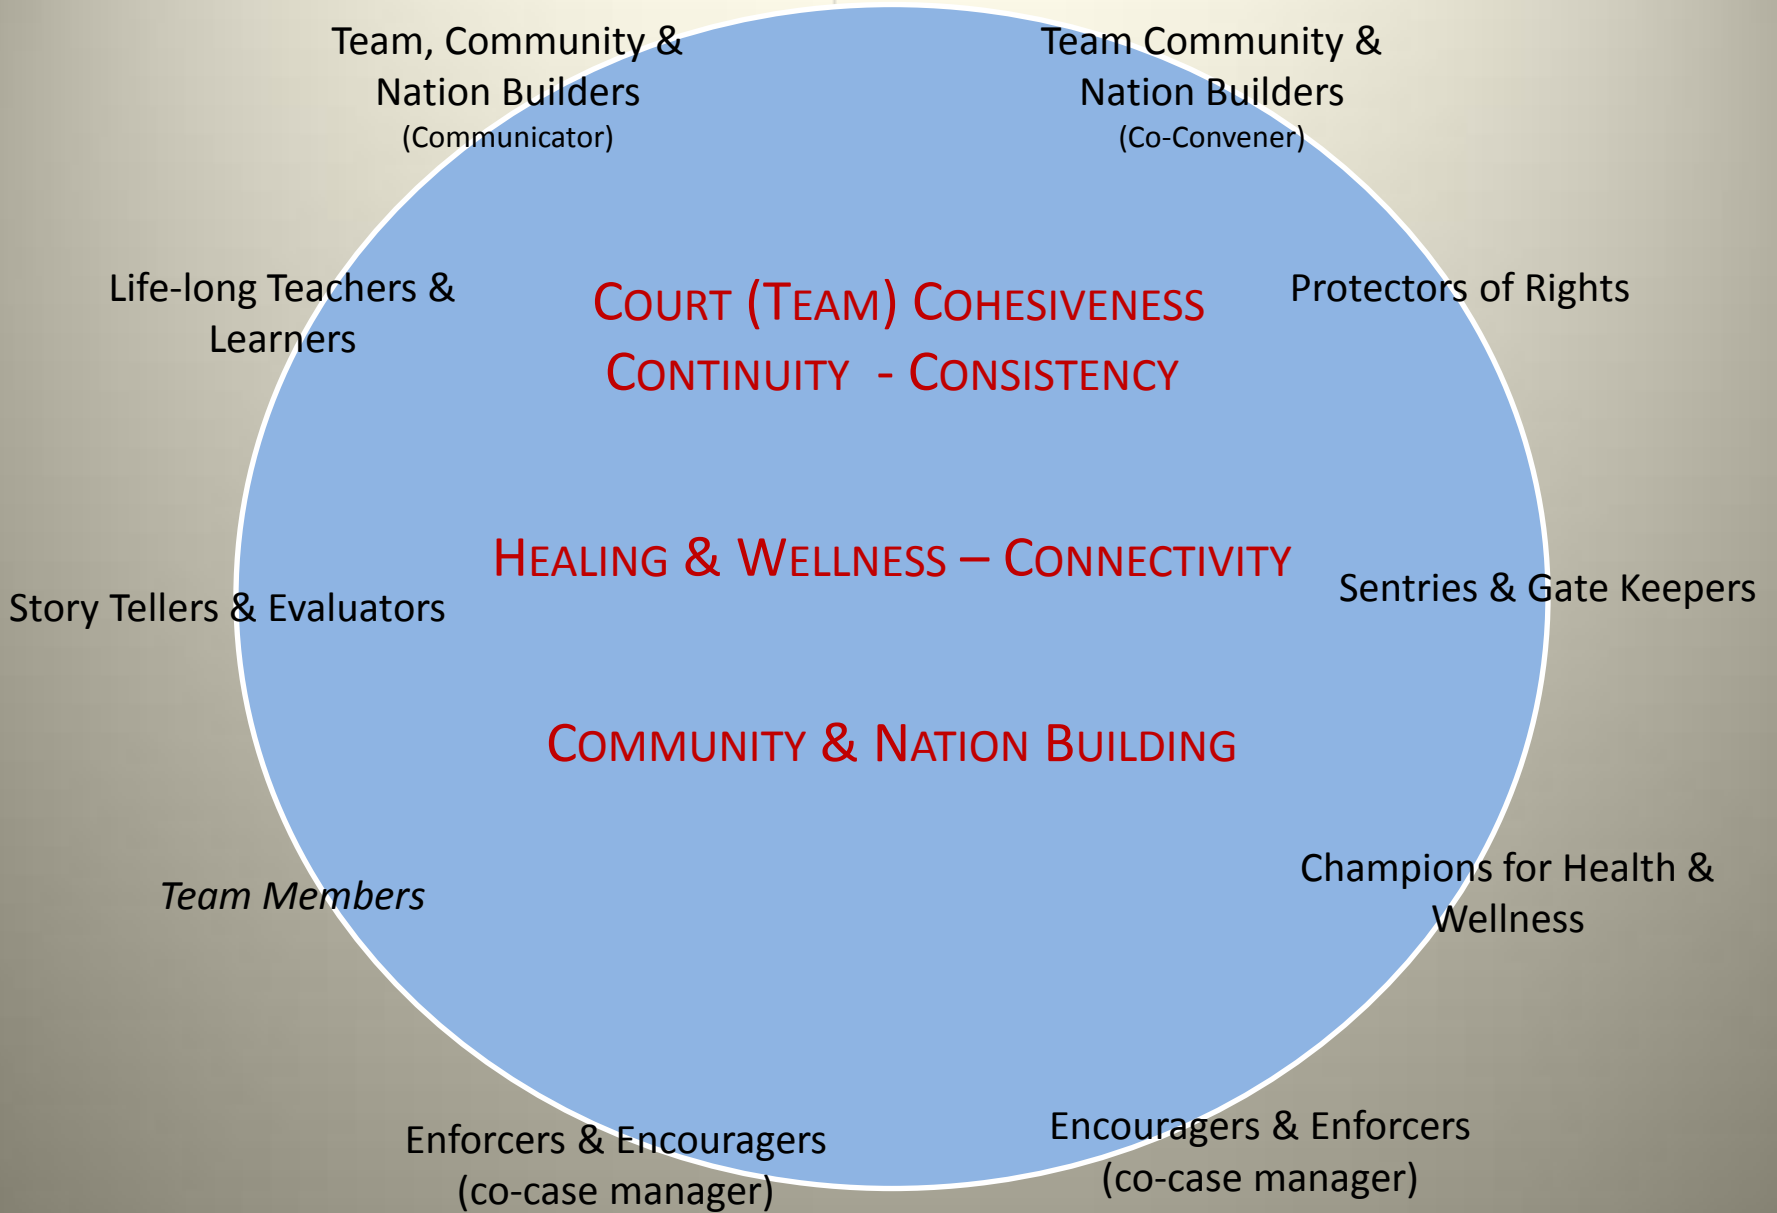 Team, Community &
Nation Builders
(Communicator)
Team Community &
Nation Builders
(Co-Convener)
Life-long Teachers &
Learners
COURT (TEAM) COHESIVENESS
CONTINUITY - CONSISTENCY
Protectors of Rights
HEALING & WELLNESS – CONNECTIVITY
Story Tellers & Evaluators
Sentries & Gate Keepers
COMMUNITY & NATION BUILDING
Team Members
Champions for Health &
Wellness
Enforcers & Encouragers
(co-case manager)
Encouragers & Enforcers
(co-case manager)